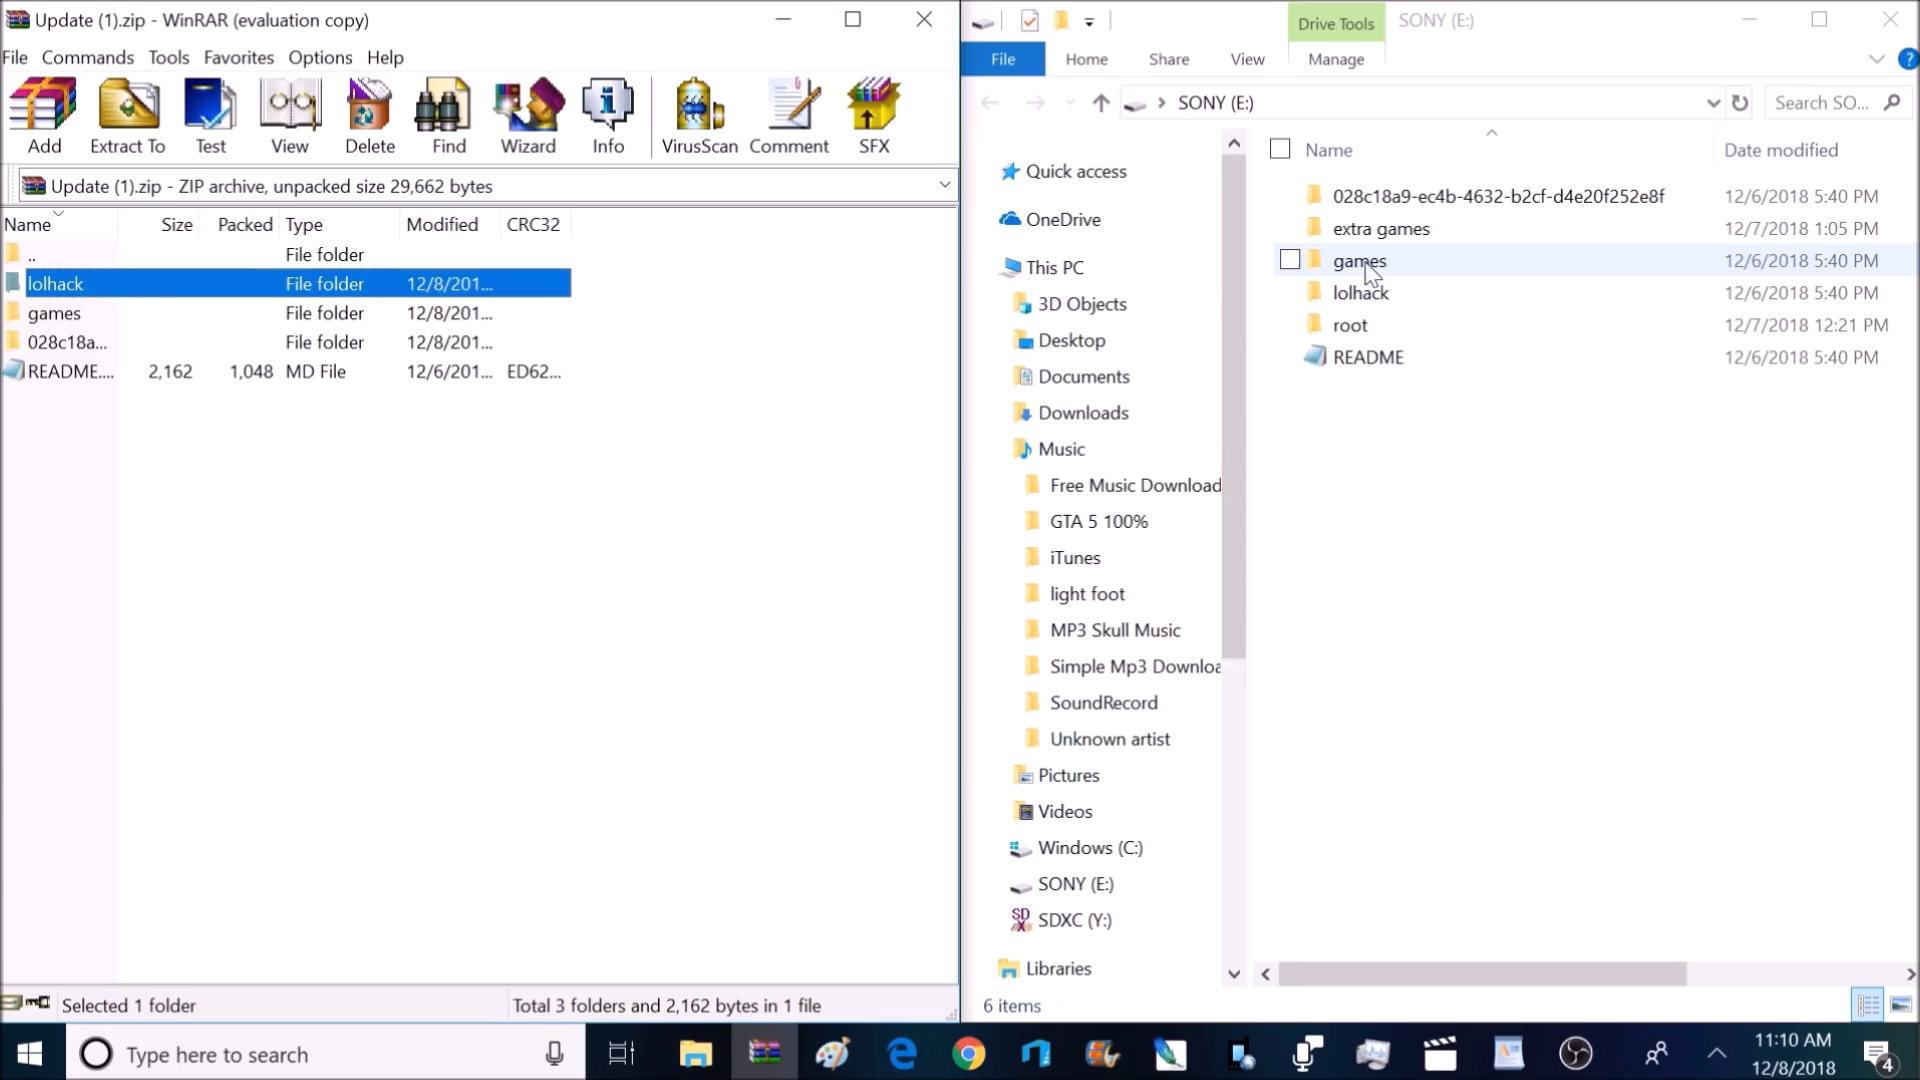 Update (1).zip - WinRAR (evaluation copy)
File Commands Tools Favorites Options Help
Add Extract To Test View Delete Find Wizard Info VirusScan Comment SFX
Update (1).zip - ZIP archive, unpacked size 29,662 bytes
Name Size Packed Type Modified CRC32
.. File folder
lolhack File folder 12/8/201...
games File folder 12/8/201...
028c18a... File folder 12/8/201...
README.... 2,162 1,048 MD File 12/6/201... ED62...
Selected 1 folder
Total 3 folders and 2,162 bytes in 1 file
Drive Tools SONY (E:)
File Home Share View Manage
SONY (E:)
Search SO...
Quick access
OneDrive
This PC
3D Objects
Desktop
Documents
Downloads
Music
Free Music Download
GTA 5 100%
iTunes
light foot
MP3 Skull Music
Simple Mp3 Downloa
SoundRecord
Unknown artist
Pictures
Videos
Windows (C:)
SONY (E:)
SD SDXC (Y:)
Libraries
Name Date modified
028c18a9-ec4b-4632-b2cf-d4e20f252e8f 12/6/2018 5:40 PM
extra games 12/7/2018 1:05 PM
games 12/6/2018 5:40 PM
lolhack 12/6/2018 5:40 PM
root 12/7/2018 12:21 PM
README 12/6/2018 5:40 PM
6 items
Type here to search
11:10 AM
12/8/2018
4